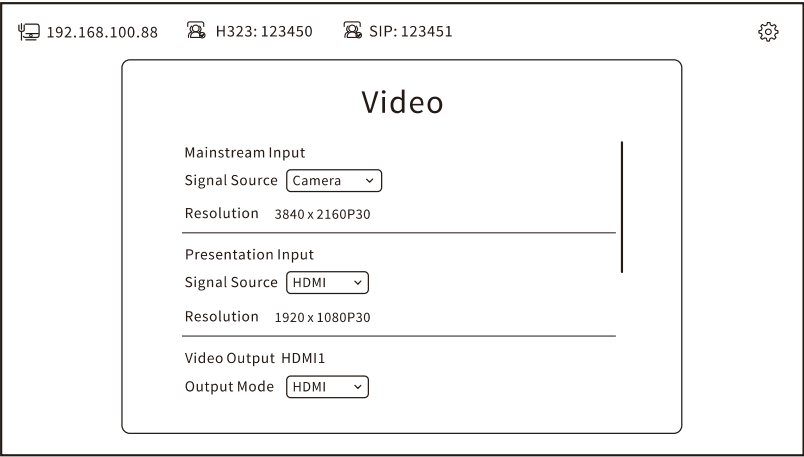 192.168.100.88 H323: 123450 SIP: 123451
Video
Mainstream Input
Signal Source Camera
Resolution 3840 x 2160P30
Presentation Input
Signal Source HDMI
Resolution 1920 x 1080P30
Video Output HDMI1
Output Mode HDMI